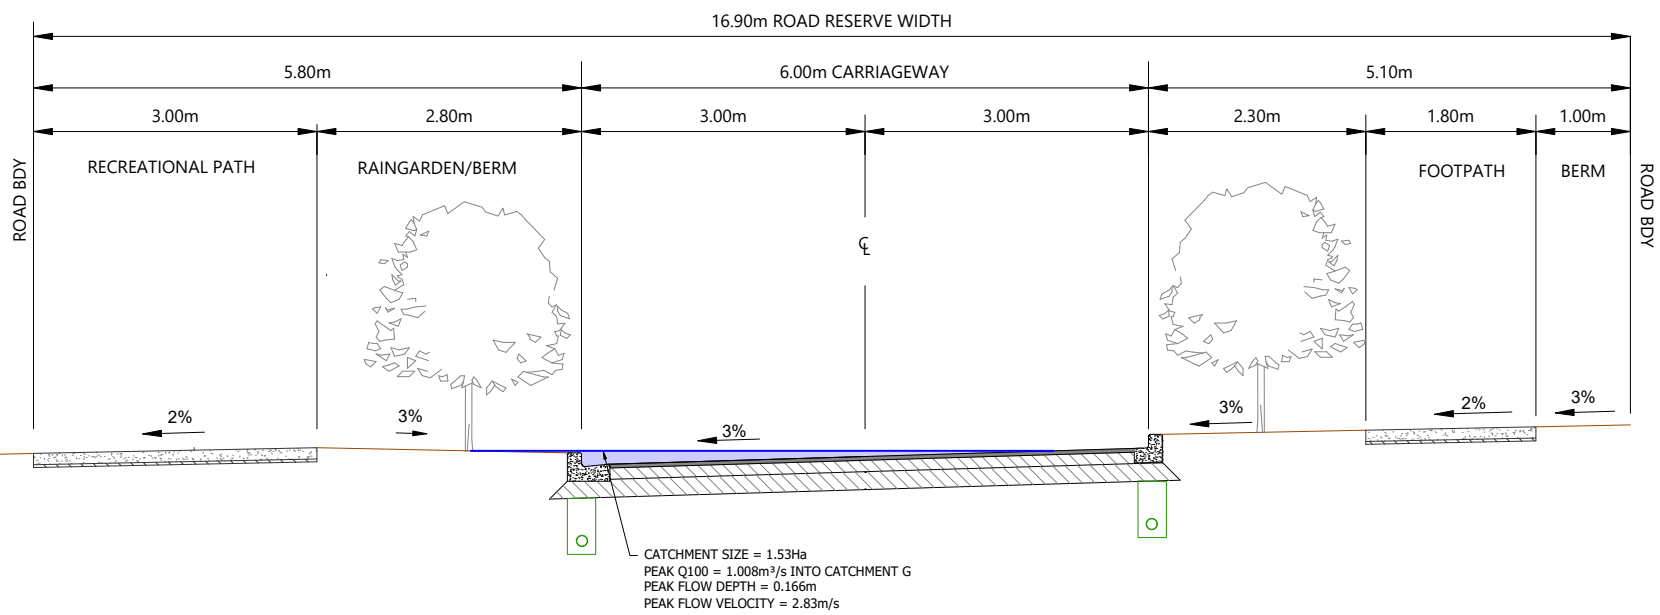 16.90m ROAD RESERVE WIDTH
5.80m
6.00m CARRIAGEWAY
5.10m
3.00m
2.80m
3.00m
3.00m
2.30m
1.80m
1.00m
ROAD BDY
RECREATIONAL PATH
RAINGARDEN/BERM
℄
FOOTPATH
BERM
ROAD BDY
2%
3%
3%
3%
2%
3%
CATCHMENT SIZE = 1.53Ha
PEAK Q100 = 1.008m³/s INTO CATCHMENT G
PEAK FLOW DEPTH = 0.166m
PEAK FLOW VELOCITY = 2.83m/s